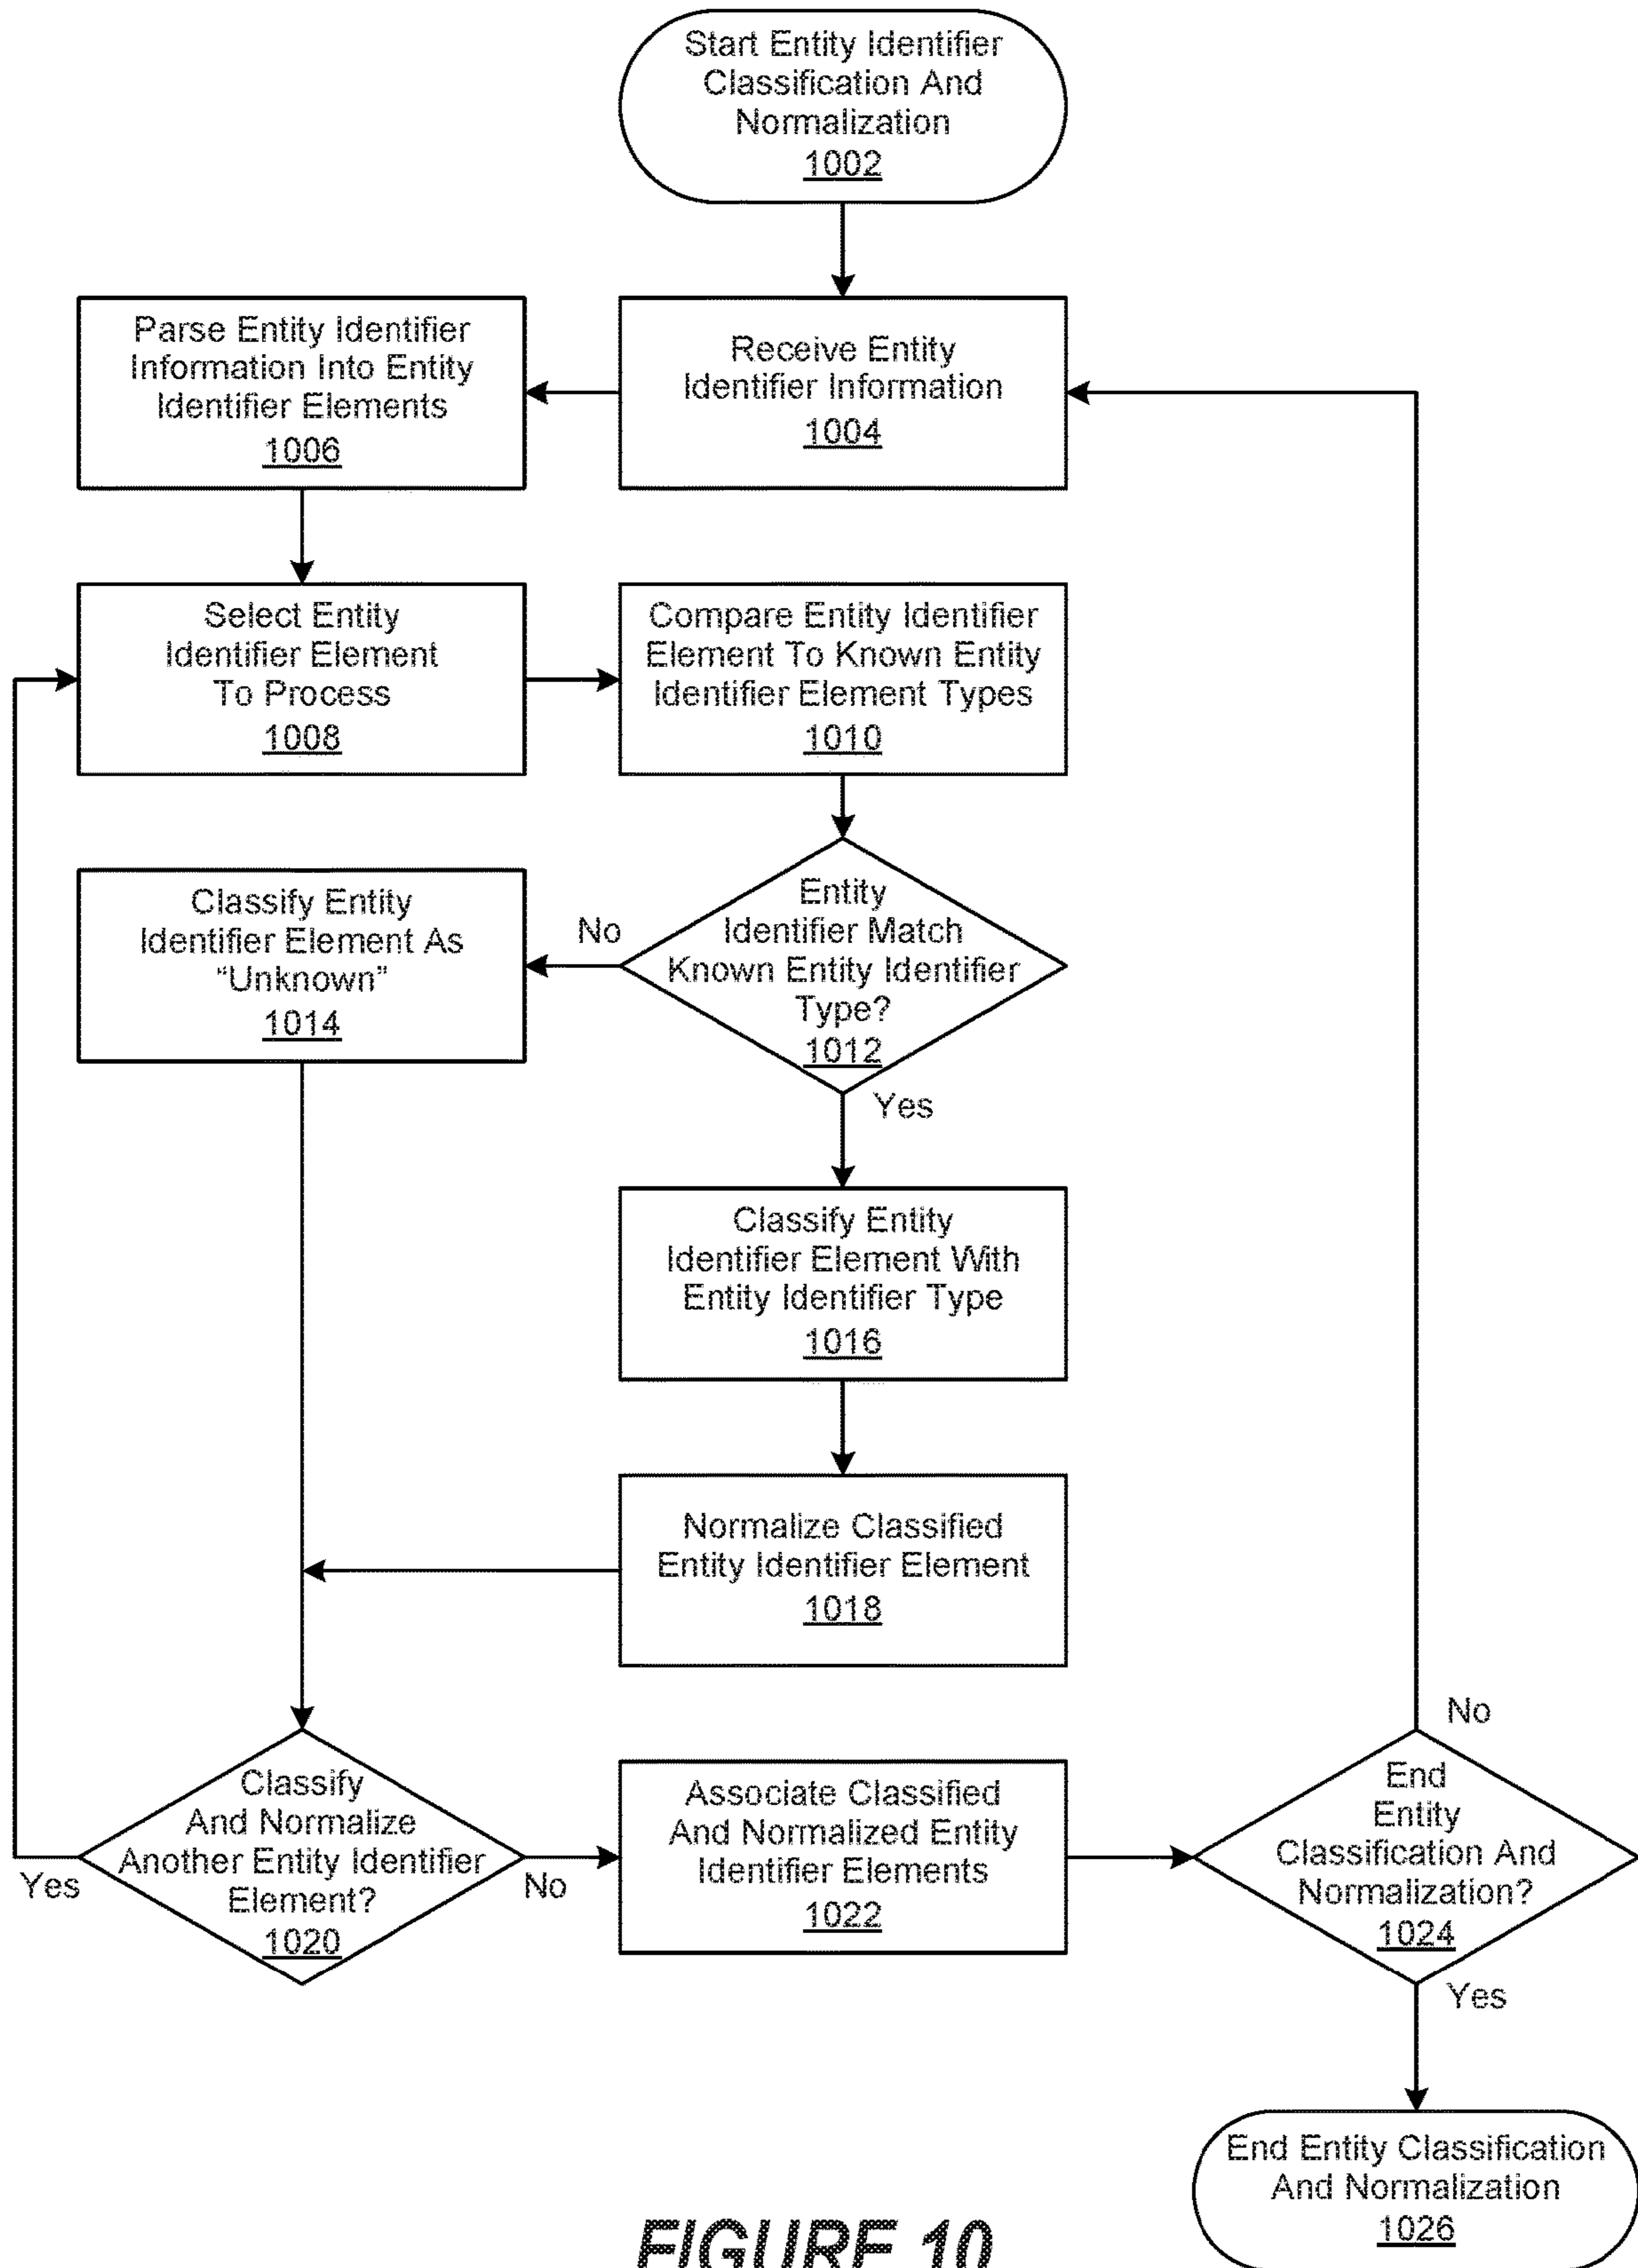 Start Entity Identifier
Classification And
Normalization
1002
Parse Entity Identifier
Information Into Entity
Identifier Elements
1006
Receive Entity
Identifier Information
1004
Select Entity
Identifier Element
To Process
1008
Compare Entity Identifier
Element To Known Entity
Identifier Element Types
1010
Classify Entity
Identifier Element As
“Unknown”
1014
No
Entity
Identifier Match
Known Entity Identifier
Type?
1012
Yes
Classify Entity
Identifier Element With
Entity Identifier Type
1016
Normalize Classified
Entity Identifier Element
1018
Classify
And Normalize
Another Entity Identifier
Element?
1020
Yes
No
Associate Classified
And Normalized Entity
Identifier Elements
1022
No
End
Entity
Classification And
Normalization?
1024
Yes
End Entity Classification
And Normalization
1026
FIGURE 10